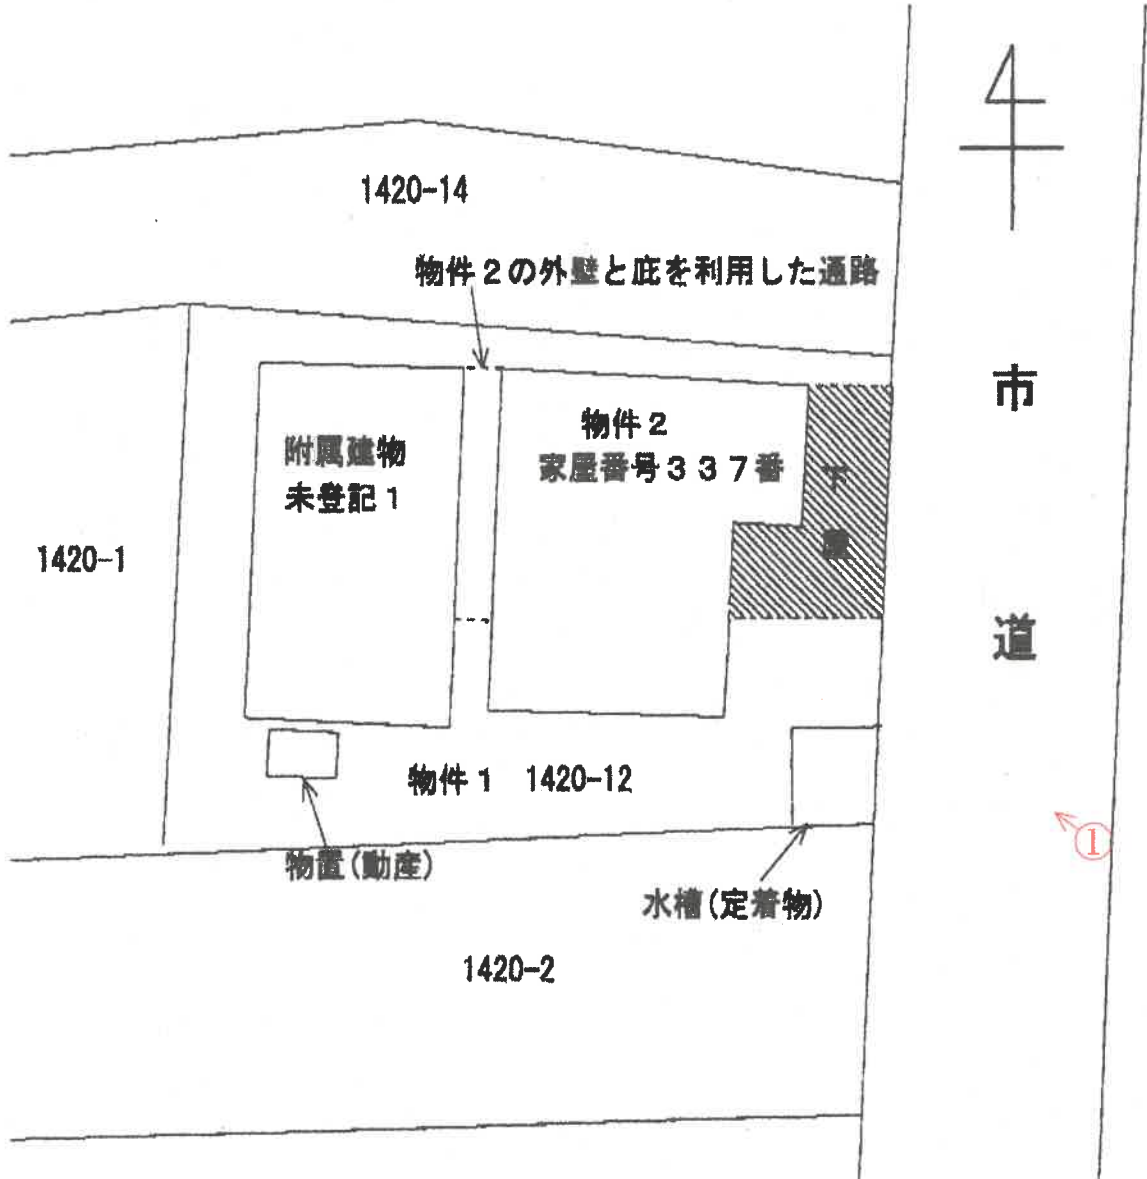 1420-14
物件2の外壁と庇を利用した通路
市
道
物件2
家屋番号337番
附属建物
未登記1
下
屋
1420-1
物件1 1420-12
①
物置(動産)
水槽(定着物)
1420-2